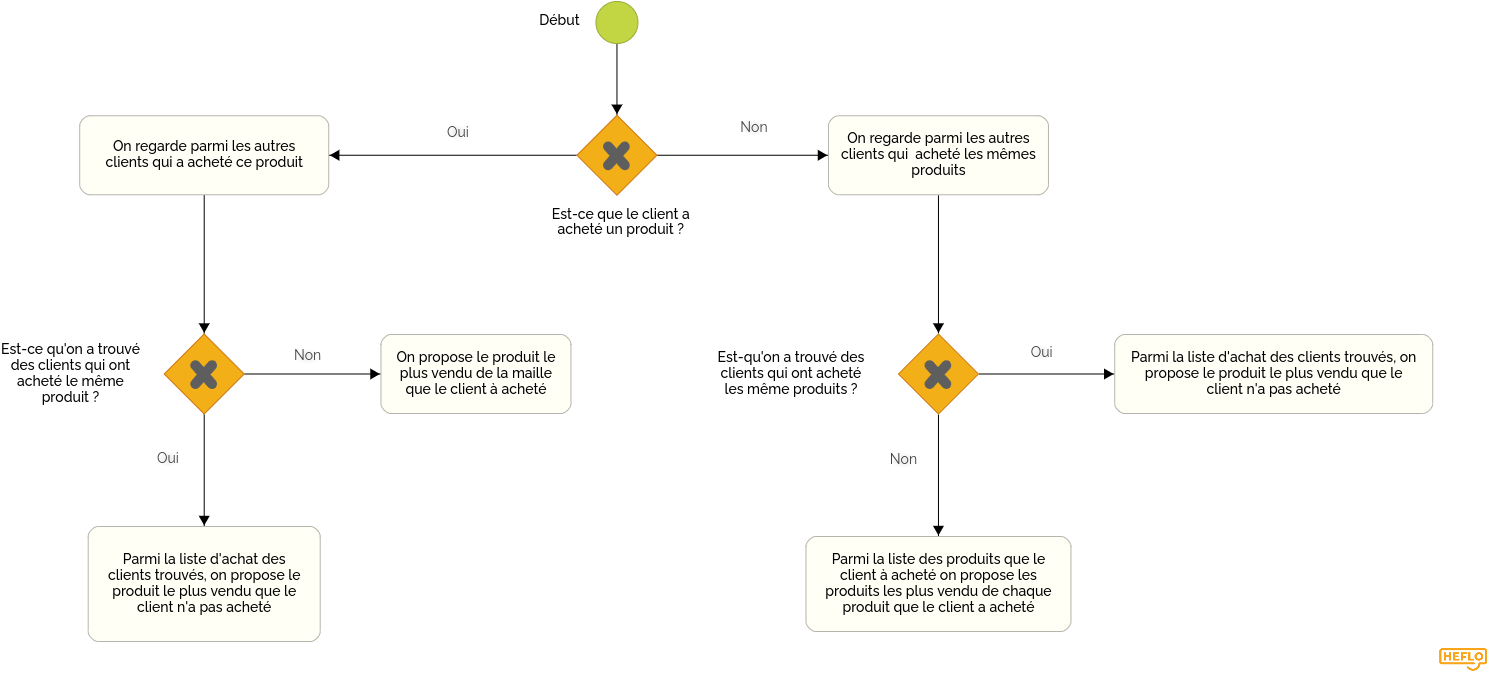 Début
Oui
Non
On regarde parmi les autres
clients qui a acheté ce produit
On regarde parmi les autres
clients qui  acheté les mêmes
produits
Est-ce que le client a
acheté un produit ?
Est-ce qu'on a trouvé
des clients qui ont
acheté le même
produit ?
Non
On propose le produit le
plus vendu de la maille
que le client à acheté
Est-qu'on a trouvé des
clients qui ont acheté
les même produits ?
Oui
Parmi la liste d'achat des clients trouvés, on
propose le produit le plus vendu que le
client n'a pas acheté
Oui
Non
Parmi la liste d'achat des
clients trouvés, on propose le
produit le plus vendu que le
client n'a pas acheté
Parmi la liste des produits que le
client à acheté on propose les
produits les plus vendu de chaque
produit que le client a acheté
HEFLO